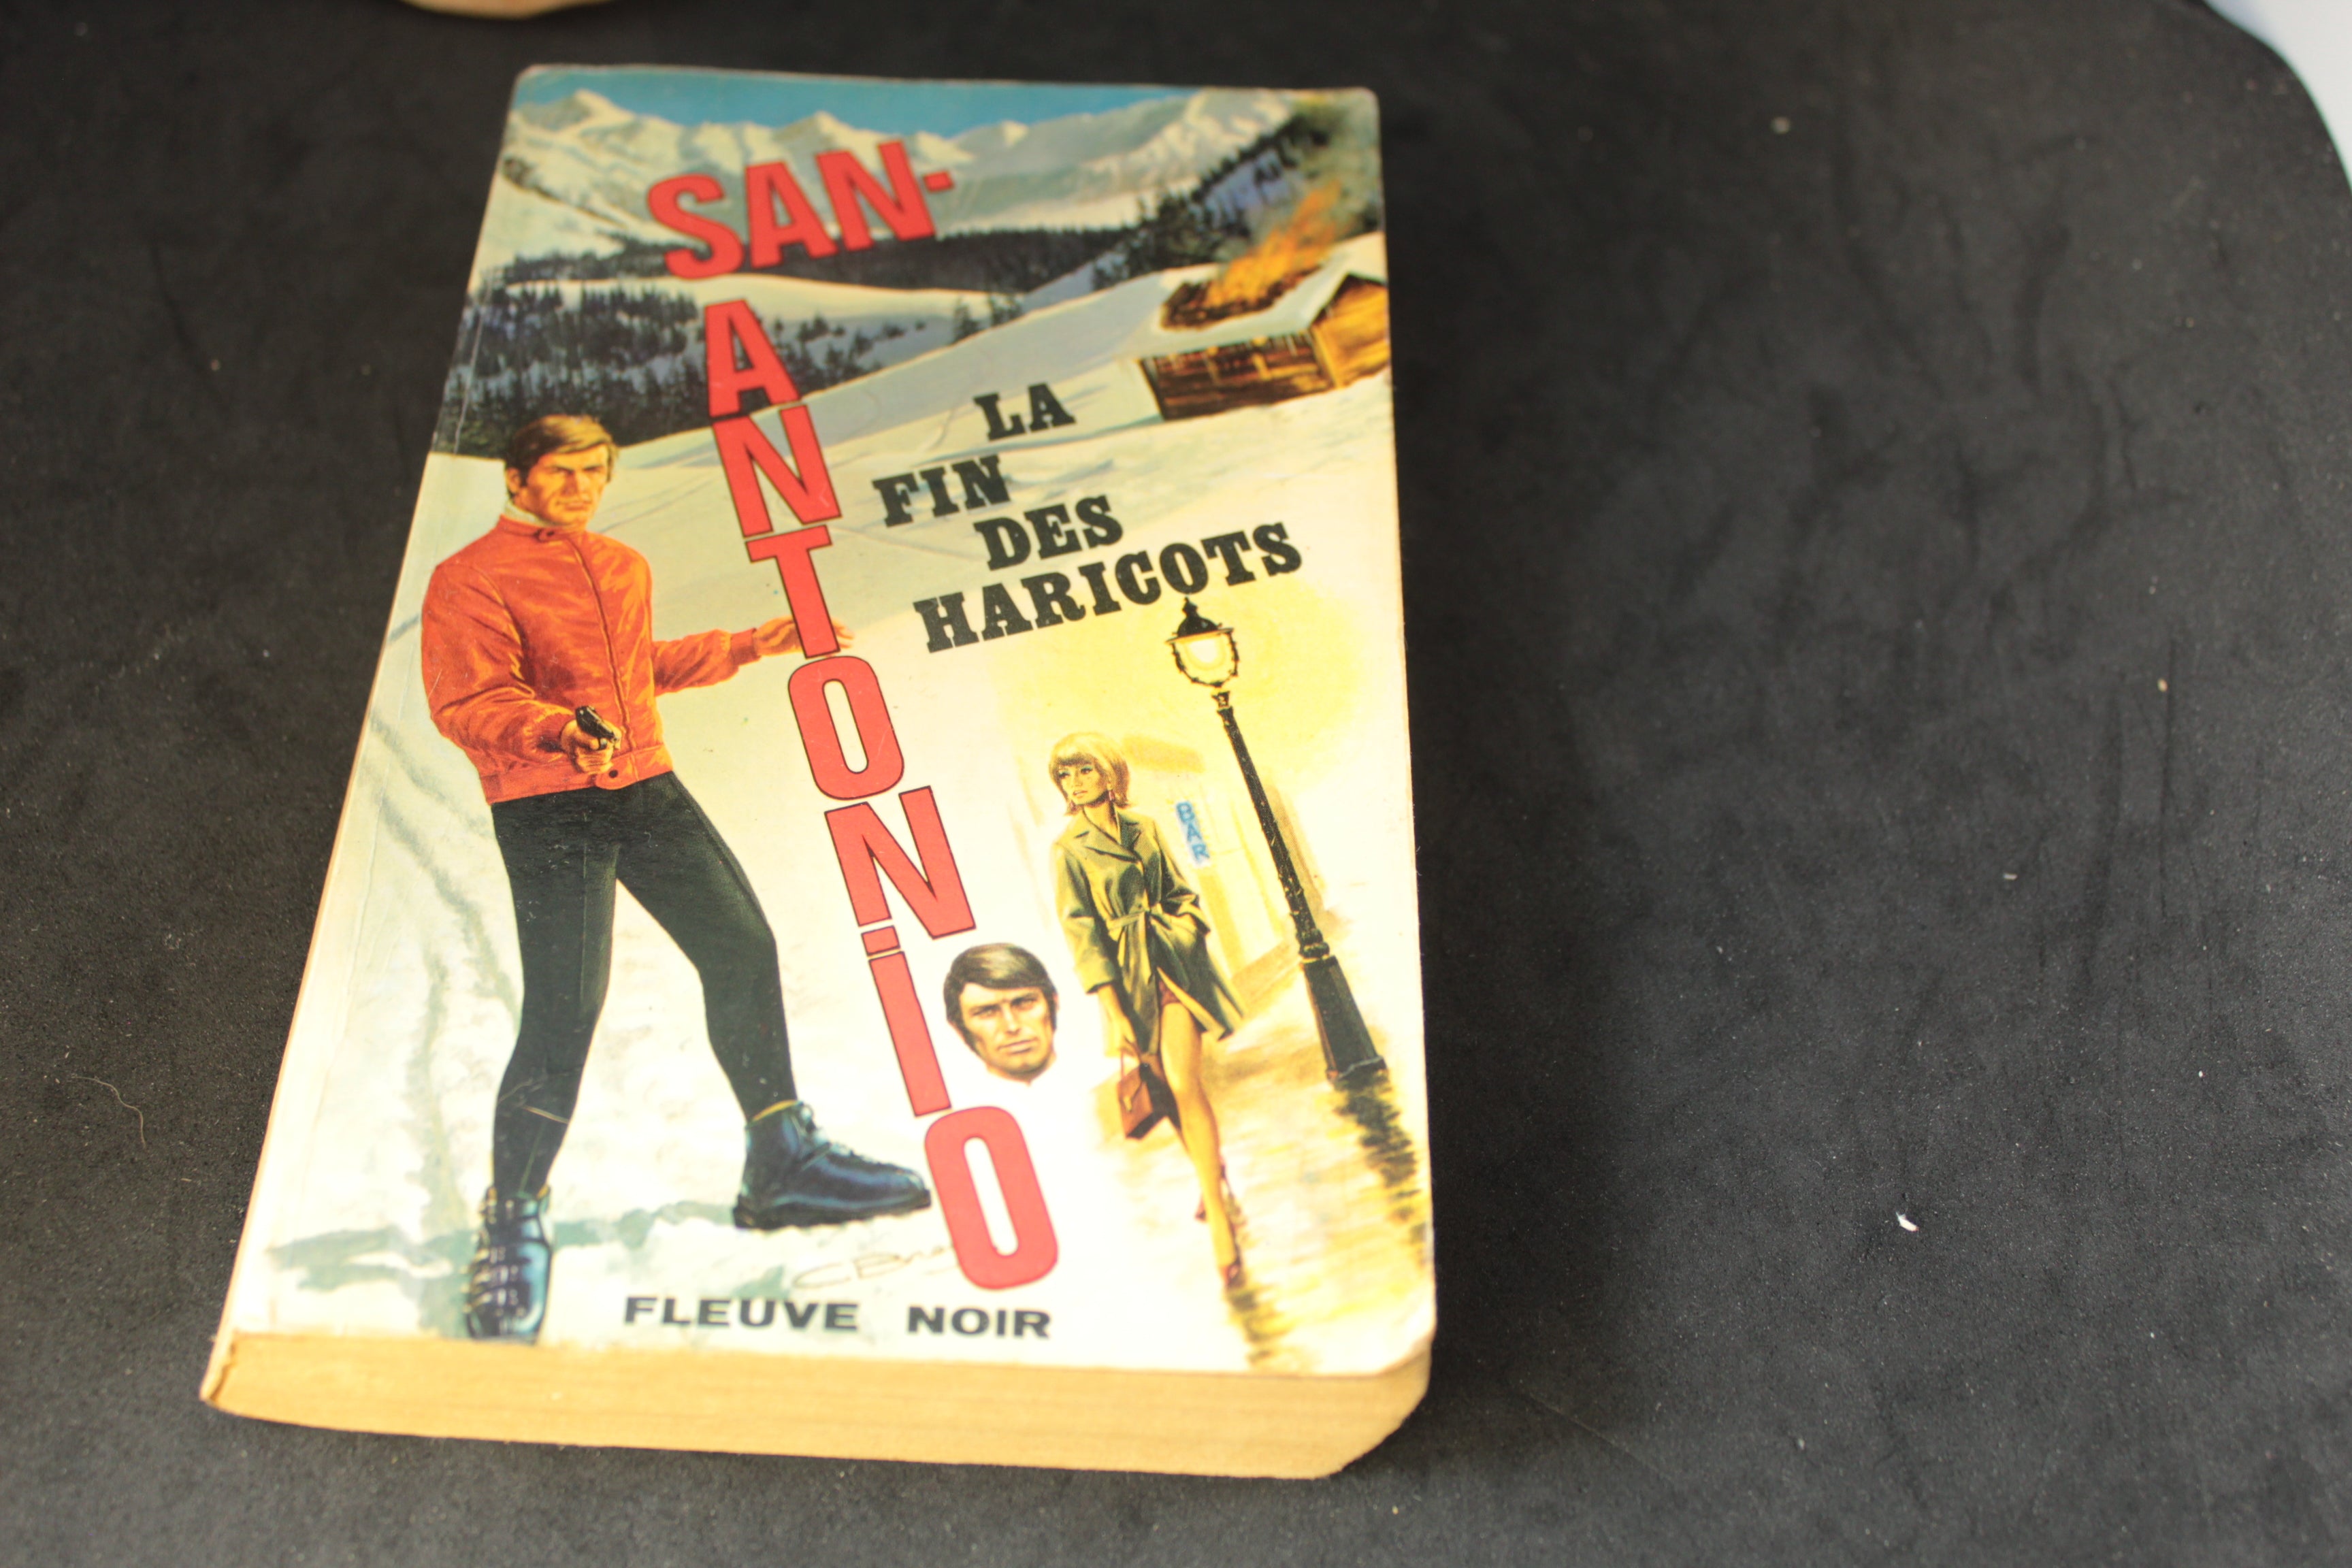 SAN-
ANTONIO
LA
FIN
DES
HARICOTS
BAR
FLEUVE NOIR